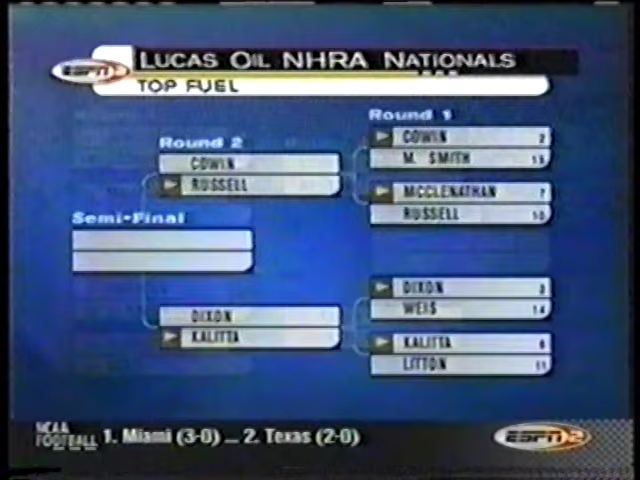 LUCAS OIL NHRA NATIONALS
ESPN2
TOP FUEL
Round 1
COWIN 2
M. SMITH 15
Round 2
COWIN
RUSSELL
MCCLENATHAN 7
RUSSELL 10
Semi-Final
DIXON 3
WEIS 14
DIXON
KALITTA
KALITTA 6
LITTON 11
NCAA
FOOTBALL 1. Miami (3-0) ... 2. Texas (2-0)
ESPN2